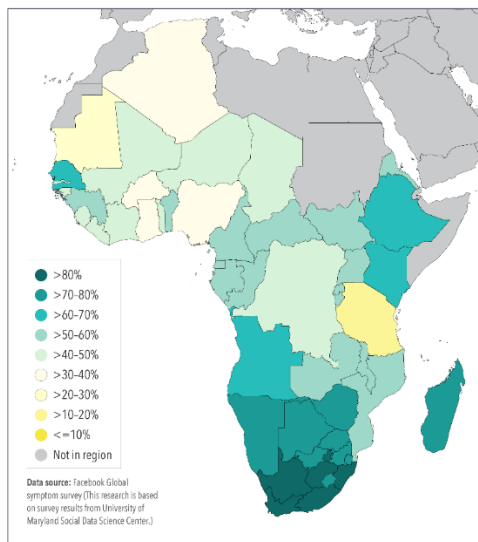 >80%
>70-80%
>60-70%
>50-60%
>40-50%
>30-40%
>20-30%
>10-20%
<=10%
Not in region
Data source: Facebook Global
symptom survey (This research is based
on survey results from University of
Maryland Social Data Science Center.)